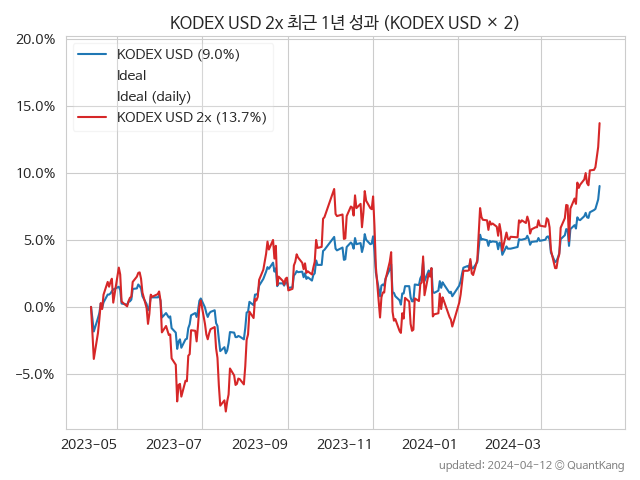 KODEX USD 2x 최근 1년 성과 (KODEX USD × 2)
20.0%
15.0%
10.0%
5.0%
0.0%
−5.0%
KODEX USD (9.0%)
Ideal
Ideal (daily)
KODEX USD 2x (13.7%)
2023−05
2023−07
2023−09
2023−11
2024−01
2024−03
updated: 2024-04-12 © QuantKang